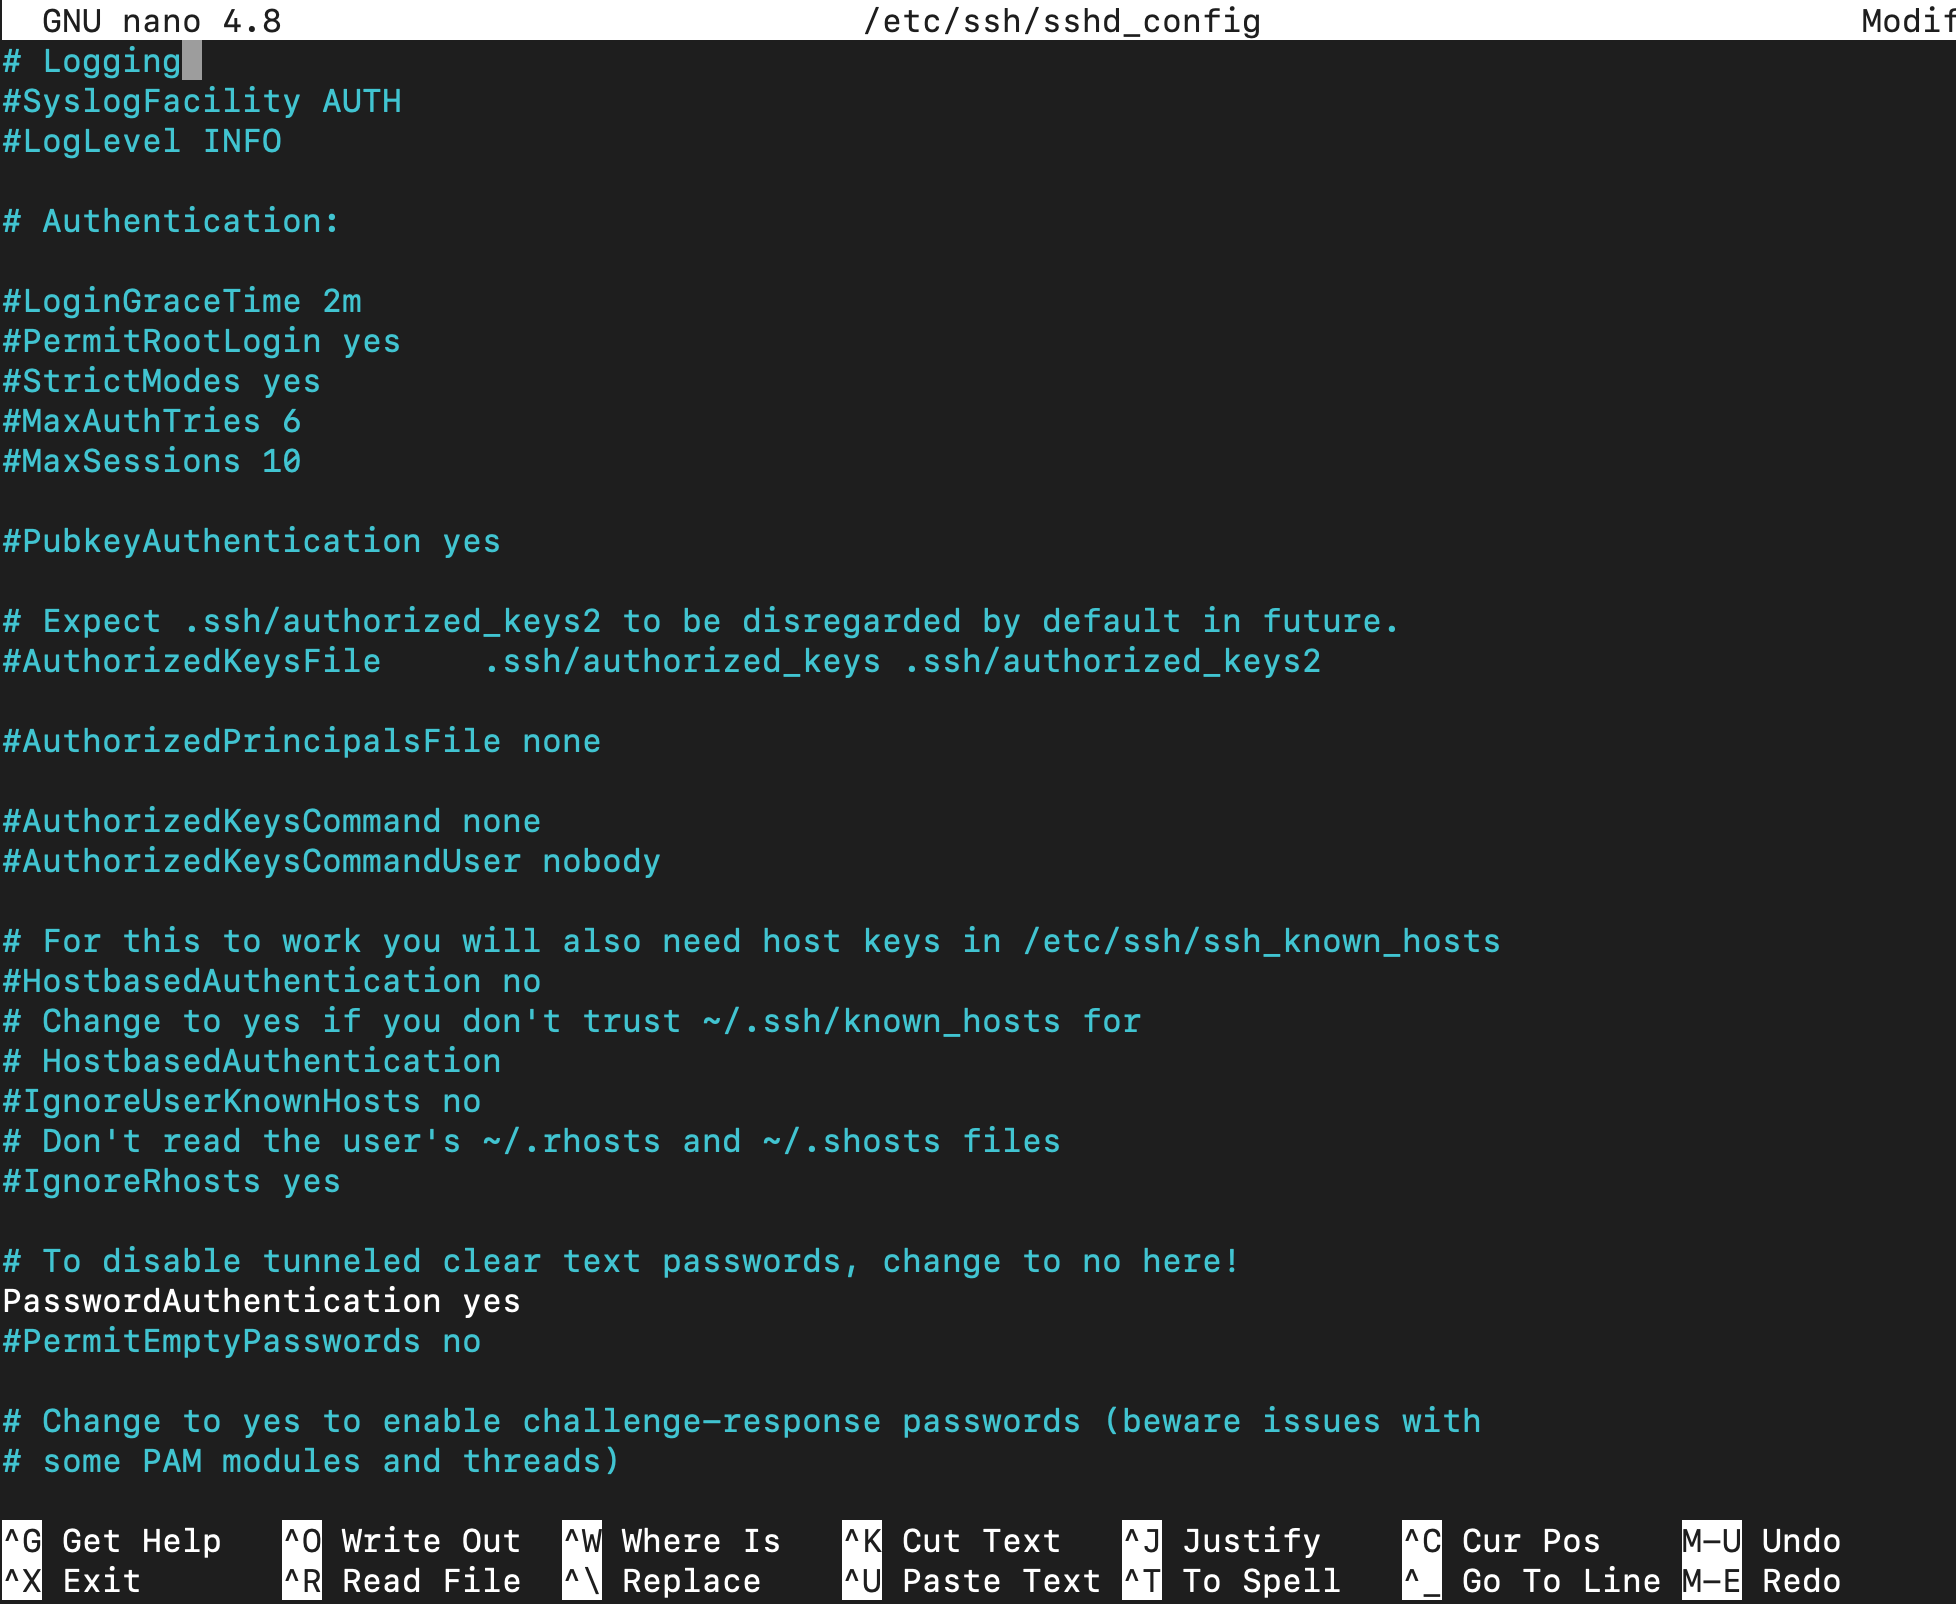 GNU nano 4.8 /etc/ssh/sshd_config Modif
# Logging
#SyslogFacility AUTH
#LogLevel INFO
# Authentication:
#LoginGraceTime 2m
#PermitRootLogin yes
#StrictModes yes
#MaxAuthTries 6
#MaxSessions 10
#PubkeyAuthentication yes
# Expect .ssh/authorized_keys2 to be disregarded by default in future.
#AuthorizedKeysFile     .ssh/authorized_keys .ssh/authorized_keys2
#AuthorizedPrincipalsFile none
#AuthorizedKeysCommand none
#AuthorizedKeysCommandUser nobody
# For this to work you will also need host keys in /etc/ssh/ssh_known_hosts
#HostbasedAuthentication no
# Change to yes if you don't trust ~/.ssh/known_hosts for
# HostbasedAuthentication
#IgnoreUserKnownHosts no
# Don't read the user's ~/.rhosts and ~/.shosts files
#IgnoreRhosts yes
# To disable tunneled clear text passwords, change to no here!
PasswordAuthentication yes
#PermitEmptyPasswords no
# Change to yes to enable challenge-response passwords (beware issues with
# some PAM modules and threads)
^G Get Help ^O Write Out ^W Where Is ^K Cut Text ^J Justify ^C Cur Pos M-U Undo
^X Exit ^R Read File ^\ Replace ^U Paste Text ^T To Spell ^_ Go To Line M-E Redo